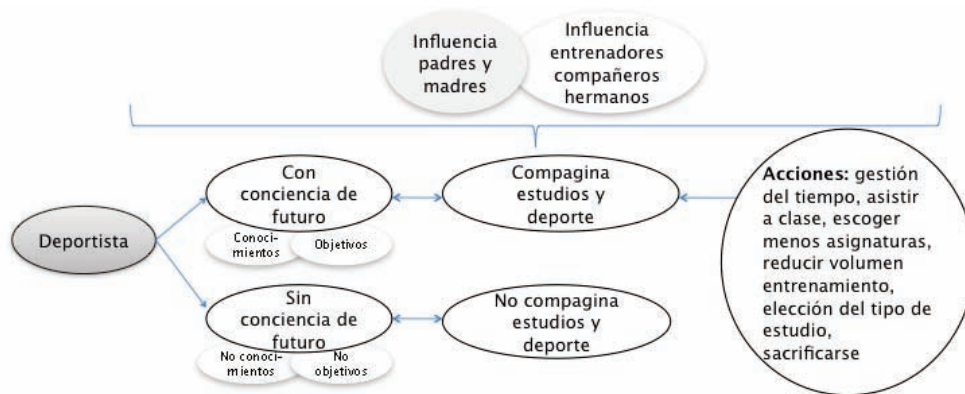 Influencia
padres y
madres
Influencia
entrenadores
compañeros
hermanos
Deportista
Con
conciencia de
futuro
Conoci-
mientos
Objetivos
Compagina
estudios y
deporte
Sin
conciencia de
futuro
No conoci-
mientos
No
objetivos
No compagina
estudios y
deporte
Acciones: gestión
del tiempo, asistir
a clase, escoger
menos asignaturas,
reducir volumen
entrenamiento,
elección del tipo de
estudio,
sacrificarse